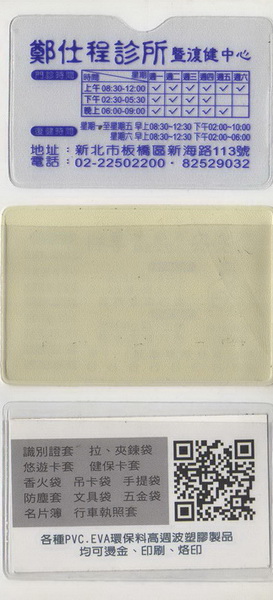 鄭仕程診所暨復健中心
門診時間 時間 星期 週一 週二 週三 週四 週五 週六
上午 08:30-12:00 ✓ ✓ ✓ ✓ ✓ ✓
下午 02:30-05:30 ✓ ✓ ✓ ✓
晚上 06:00-09:00 ✓ ✓ ✓ ✓ ✓
復健時間 星期一至星期五 早上08:30~12:30 下午02:00~10:00
星期六 早上08:30~12:30 下午02:00~06:00
地址：新北市板橋區新海路113號
電話：02-22502200・82529032
識別證套 拉、夾鍊袋
悠遊卡套 健保卡套
香火袋 吊卡袋 手提袋
防塵套 文具袋 五金袋
名片簿 行車執照套
各種PVC.EVA環保料高週波塑膠製品
均可燙金、印刷、烙印